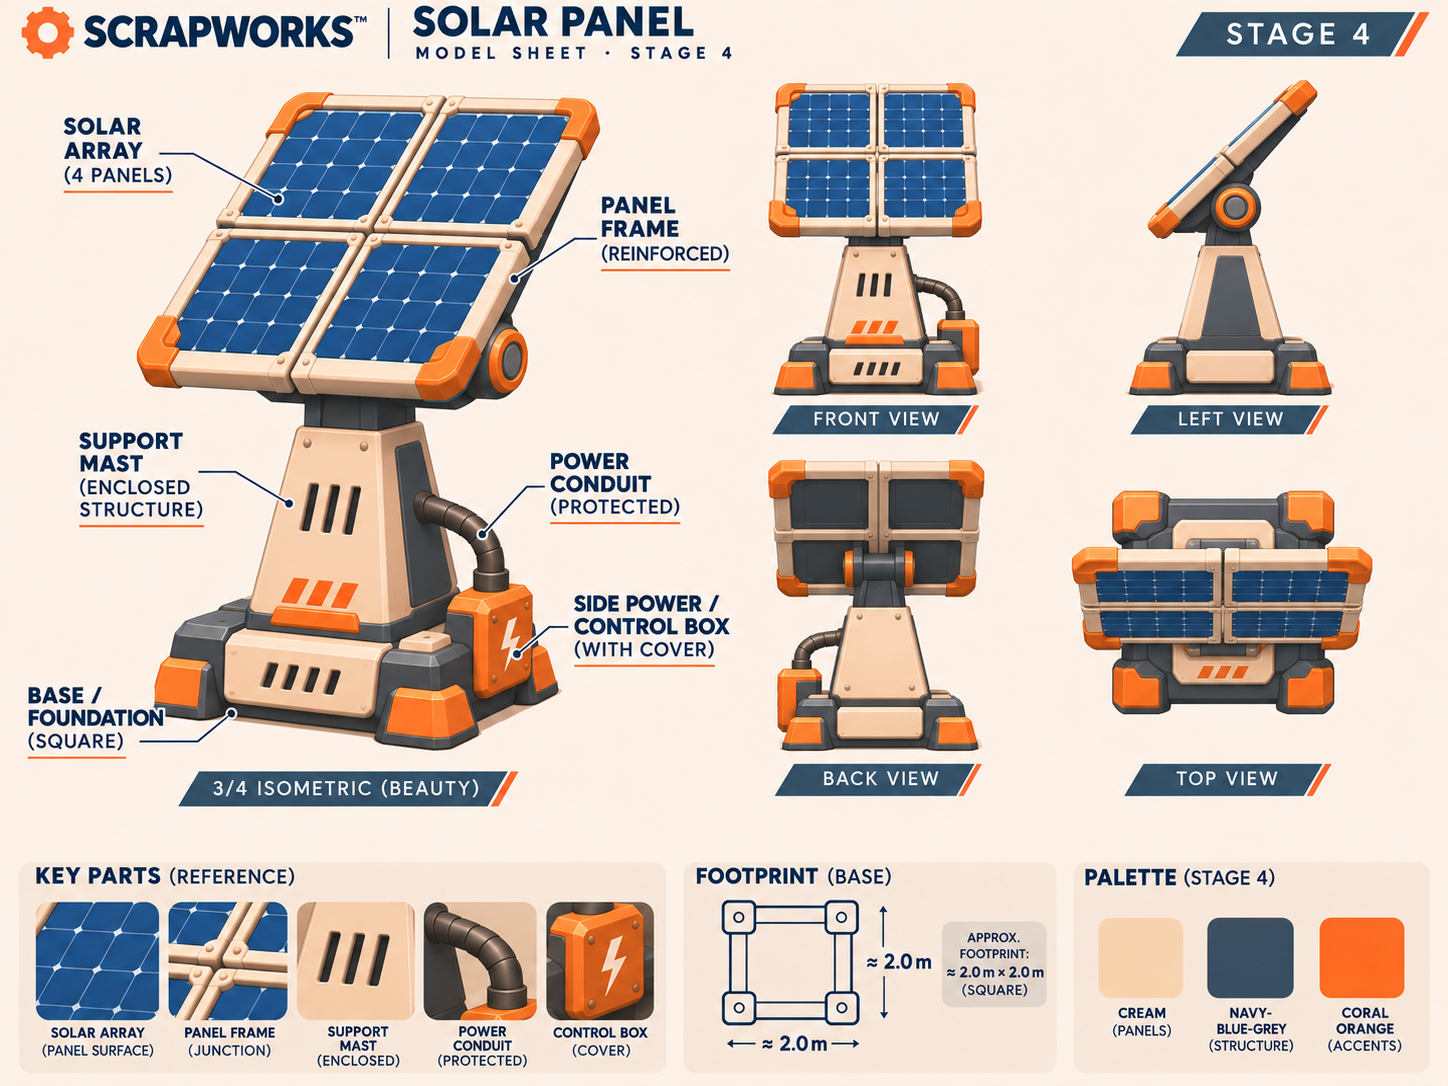 SCRAPWORKS™
SOLAR PANEL
MODEL SHEET · STAGE 4
STAGE 4
SOLAR
ARRAY
(4 PANELS)
PANEL
FRAME
(REINFORCED)
SUPPORT
MAST
(ENCLOSED
STRUCTURE)
POWER
CONDUIT
(PROTECTED)
SIDE POWER /
CONTROL BOX
(WITH COVER)
BASE /
FOUNDATION
(SQUARE)
3/4 ISOMETRIC (BEAUTY)
FRONT VIEW
LEFT VIEW
BACK VIEW
TOP VIEW
KEY PARTS (REFERENCE)
SOLAR ARRAY
(PANEL SURFACE)
PANEL FRAME
(JUNCTION)
SUPPORT
MAST
(ENCLOSED)
POWER
CONDUIT
(PROTECTED)
CONTROL BOX
(COVER)
FOOTPRINT (BASE)
≈ 2.0 m
≈ 2.0 m
APPROX.
FOOTPRINT:
≈ 2.0 m × 2.0 m
(SQUARE)
PALETTE (STAGE 4)
CREAM
(PANELS)
NAVY-
BLUE-GREY
(STRUCTURE)
CORAL
ORANGE
(ACCENTS)